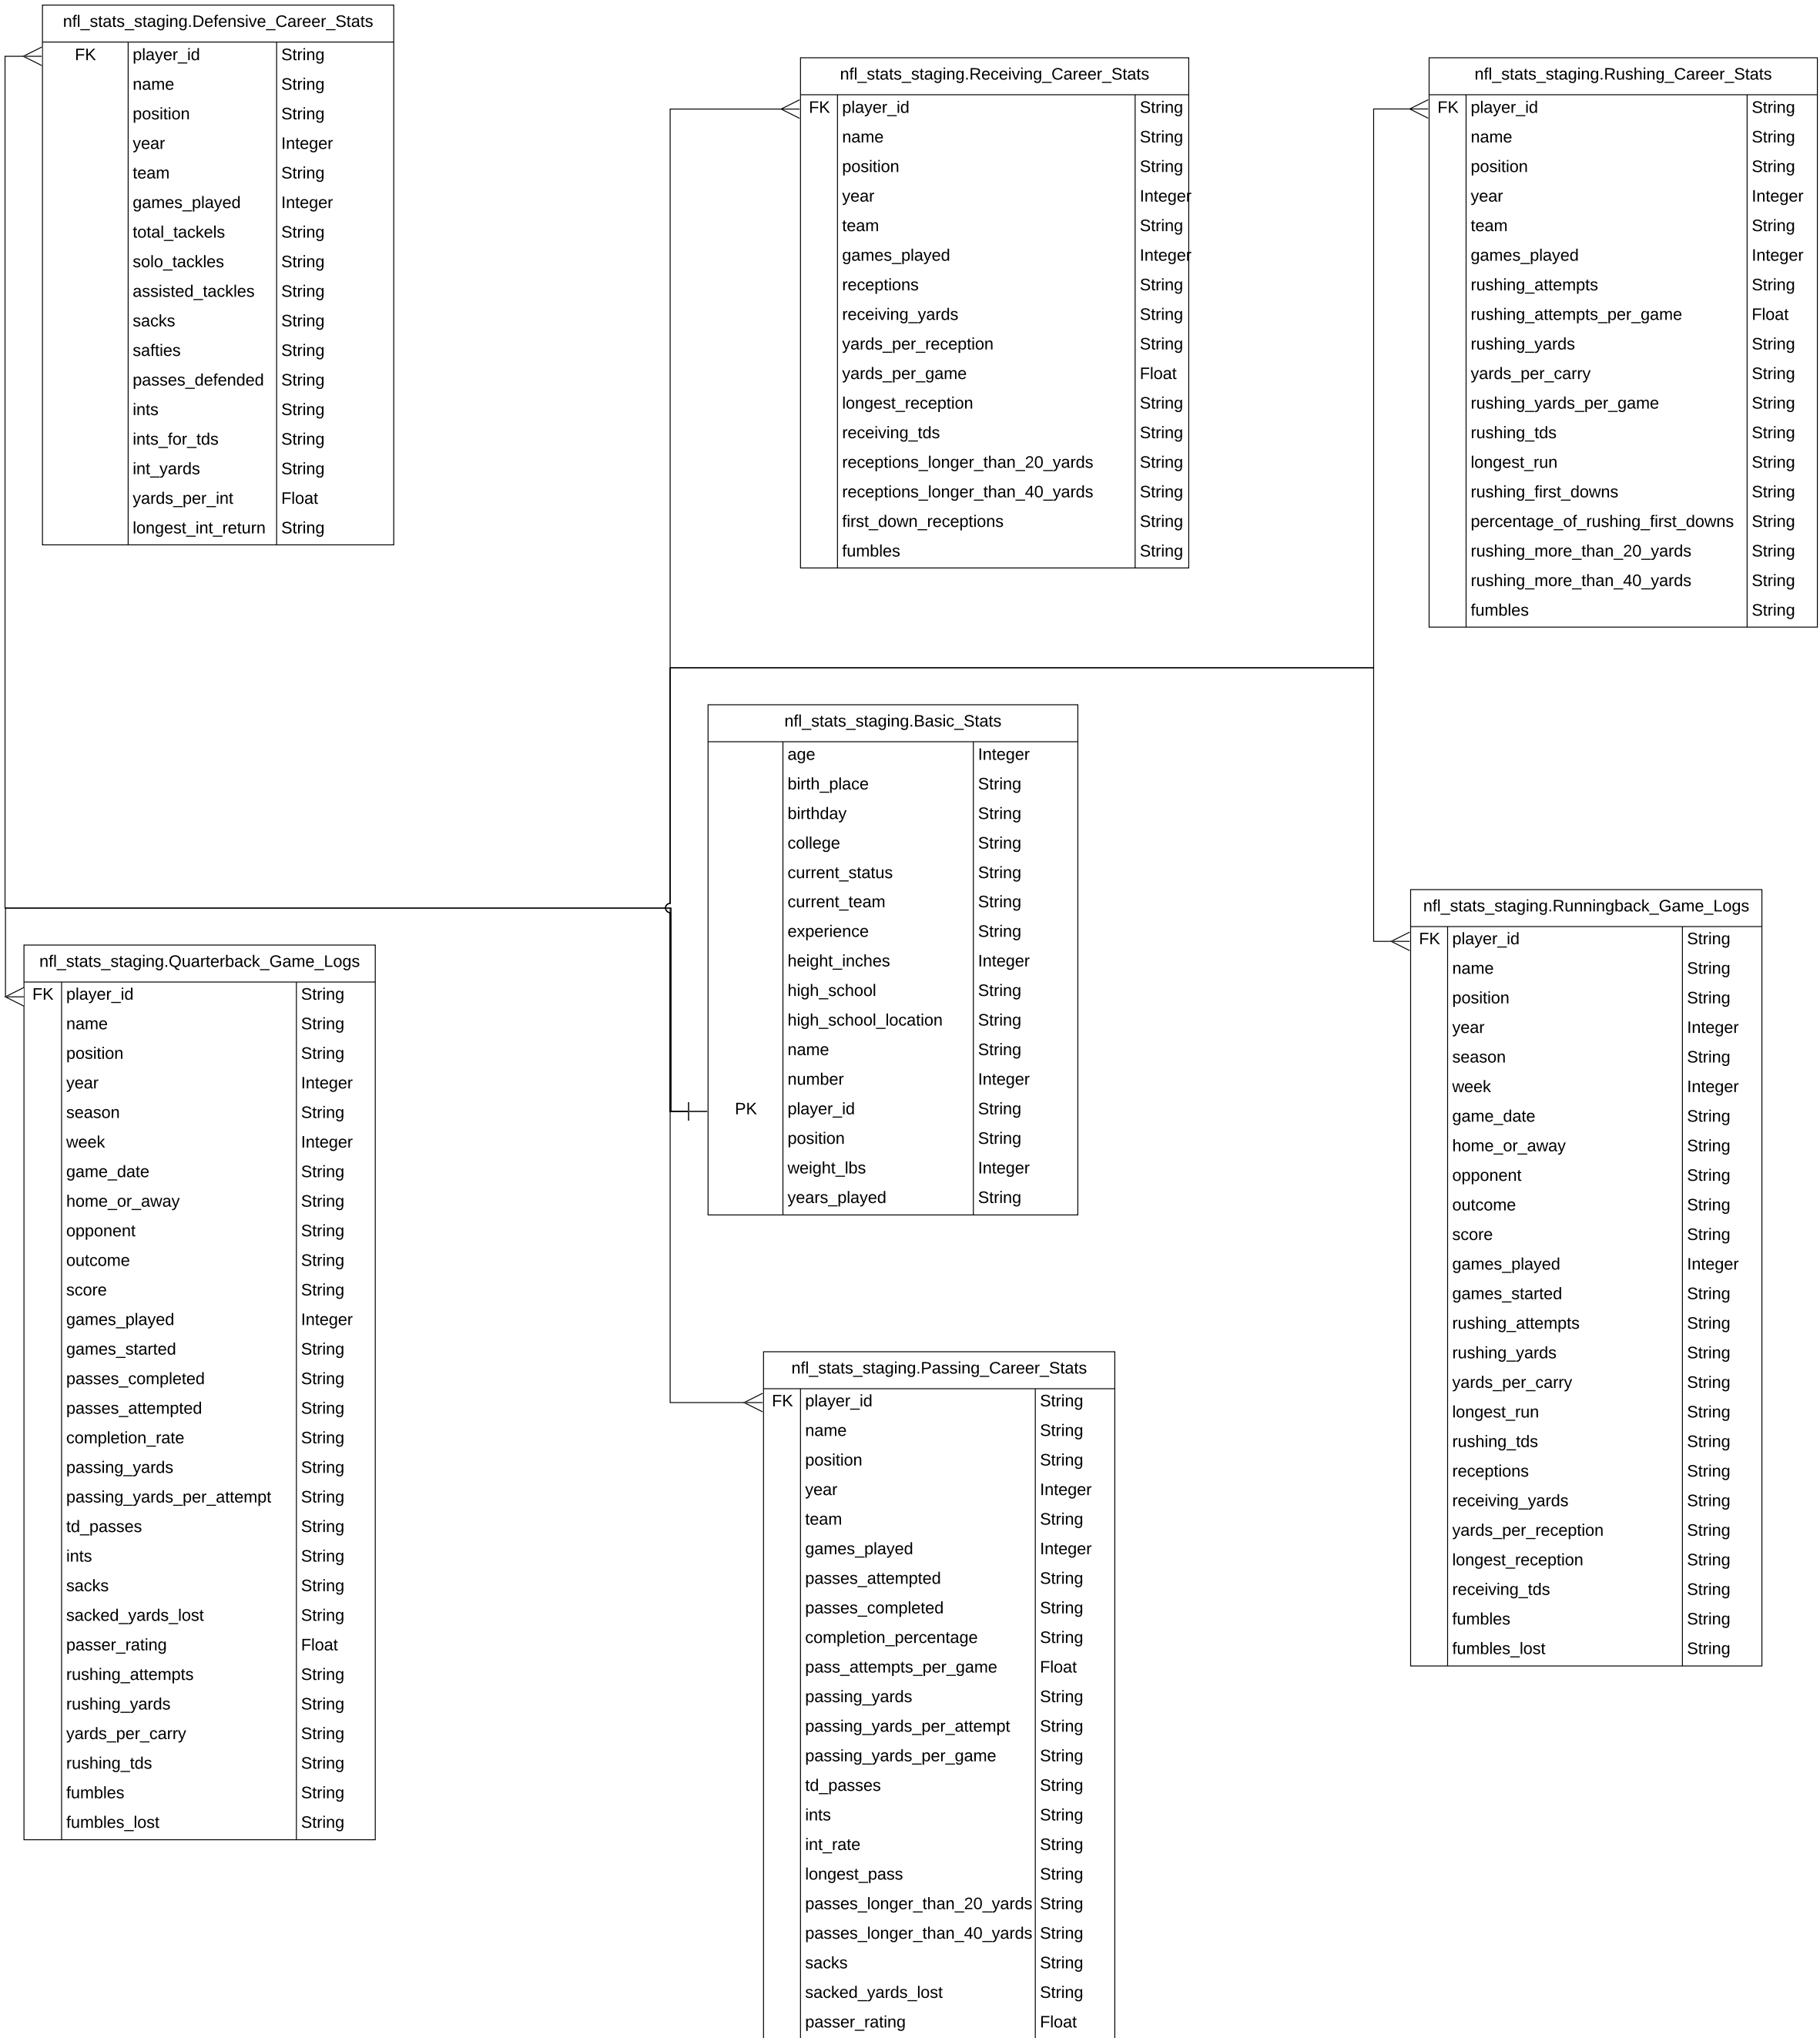 nfl_stats_staging.Defensive_Career_Stats
FK player_id String
name String
position String
year Integer
team String
games_played Integer
total_tackels String
solo_tackles String
assisted_tackles String
sacks String
safties String
passes_defended String
ints String
ints_for_tds String
int_yards String
yards_per_int Float
longest_int_return String
nfl_stats_staging.Receiving_Career_Stats
FK player_id String
name String
position String
year Integer
team String
games_played Integer
receptions String
receiving_yards String
yards_per_reception String
yards_per_game Float
longest_reception String
receiving_tds String
receptions_longer_than_20_yards String
receptions_longer_than_40_yards String
first_down_receptions String
fumbles String
nfl_stats_staging.Rushing_Career_Stats
FK player_id String
name String
position String
year Integer
team String
games_played Integer
rushing_attempts String
rushing_attempts_per_game Float
rushing_yards String
yards_per_carry String
rushing_yards_per_game String
rushing_tds String
longest_run String
rushing_first_downs String
percentage_of_rushing_first_downs String
rushing_more_than_20_yards String
rushing_more_than_40_yards String
fumbles String
nfl_stats_staging.Basic_Stats
age Integer
birth_place String
birthday String
college String
current_status String
current_team String
experience String
height_inches Integer
high_school String
high_school_location String
name String
number Integer
PK player_id String
position String
weight_lbs Integer
years_played String
nfl_stats_staging.Quarterback_Game_Logs
FK player_id String
name String
position String
year Integer
season String
week Integer
game_date String
home_or_away String
opponent String
outcome String
score String
games_played Integer
games_started String
passes_completed String
passes_attempted String
completion_rate String
passing_yards String
passing_yards_per_attempt String
td_passes String
ints String
sacks String
sacked_yards_lost String
passer_rating Float
rushing_attempts String
rushing_yards String
yards_per_carry String
rushing_tds String
fumbles String
fumbles_lost String
nfl_stats_staging.Runningback_Game_Logs
FK player_id String
name String
position String
year Integer
season String
week Integer
game_date String
home_or_away String
opponent String
outcome String
score String
games_played Integer
games_started String
rushing_attempts String
rushing_yards String
yards_per_carry String
longest_run String
rushing_tds String
receptions String
receiving_yards String
yards_per_reception String
longest_reception String
receiving_tds String
fumbles String
fumbles_lost String
nfl_stats_staging.Passing_Career_Stats
FK player_id String
name String
position String
year Integer
team String
games_played Integer
passes_attempted String
passes_completed String
completion_percentage String
pass_attempts_per_game Float
passing_yards String
passing_yards_per_attempt String
passing_yards_per_game String
td_passes String
ints String
int_rate String
longest_pass String
passes_longer_than_20_yards String
passes_longer_than_40_yards String
sacks String
sacked_yards_lost String
passer_rating Float